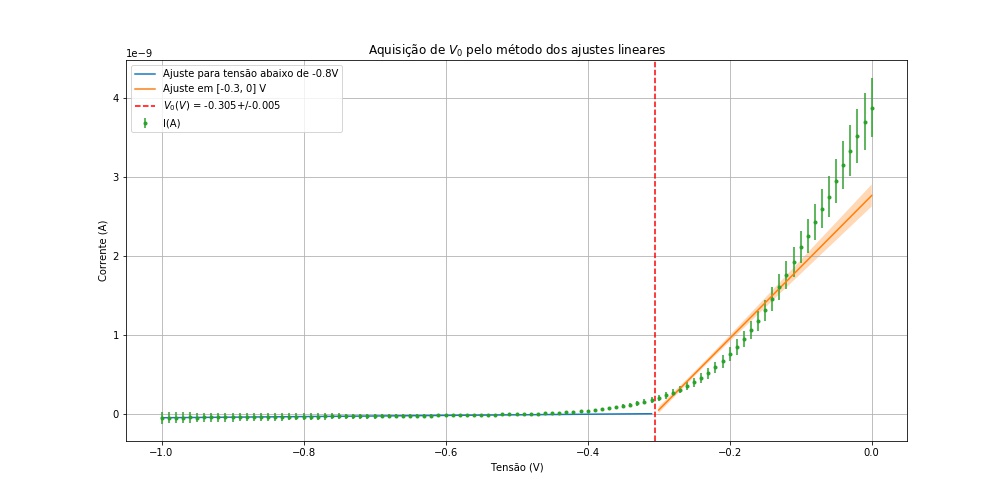 Aquisição de V₀ pelo método dos ajustes lineares
1e−9
Ajuste para tensão abaixo de -0.8V
Ajuste em [-0.3, 0] V
V₀(V) = -0.305+/-0.005
I(A)
Corrente (A)
4
3
2
1
0
−1.0 −0.8 −0.6 −0.4 −0.2 0.0
Tensão (V)